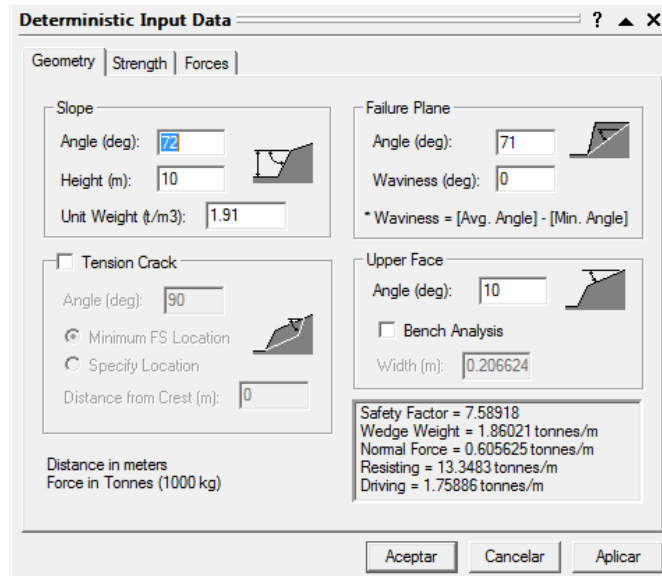 Deterministic Input Data ? ▲ X
Geometry Strength Forces
Slope
Angle (deg): 72
Height (m): 10
Unit Weight (t/m3): 1.91
Failure Plane
Angle (deg): 71
Waviness (deg): 0
* Waviness = [Avg. Angle] - [Min. Angle]
Tension Crack
Angle (deg): 90
Minimum FS Location
Specify Location
Distance from Crest (m): 0
Upper Face
Angle (deg): 10
Bench Analysis
Width (m): 0.206624
Distance in meters
Force in Tonnes (1000 kg)
Safety Factor = 7.58918
Wedge Weight = 1.86021 tonnes/m
Normal Force = 0.605625 tonnes/m
Resisting = 13.3483 tonnes/m
Driving = 1.75886 tonnes/m
Aceptar Cancelar Aplicar